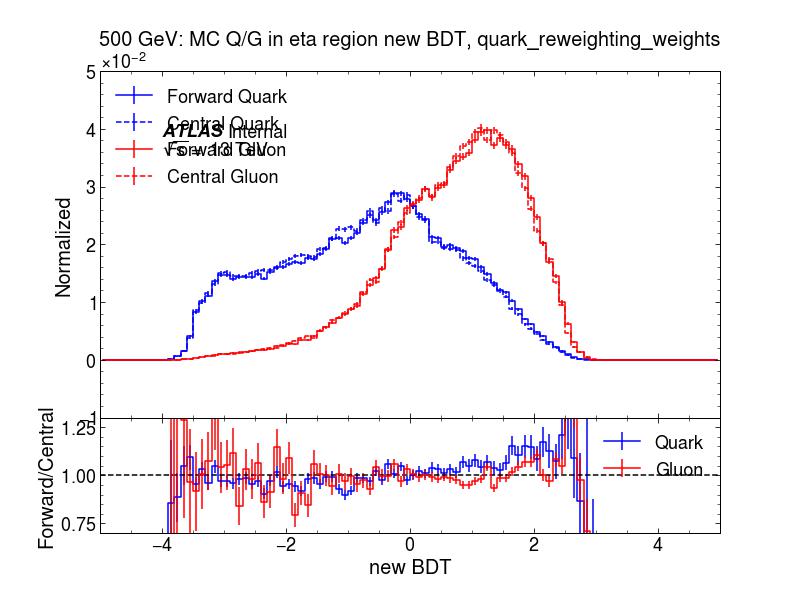 500 GeV: MC Q/G in eta region new BDT, quark_reweighting_weights
×10⁻²
Forward Quark
Central Quark
ATLAS Internal
√s = 13 TeV
Forward Gluon
Central Gluon
Normalized
5
4
3
2
1
0
−1
Forward/Central
1.25
1.00
0.75
Quark
Gluon
−4
−2
0
2
4
new BDT